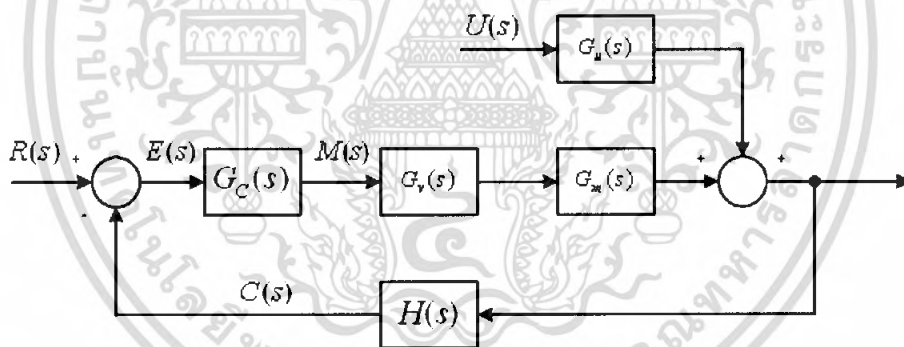 U(s)
G_u(s)
R(s)
+
-
E(s)
G_C(s)
M(s)
G_v(s)
G_m(s)
+
+
C(s)
H(s)